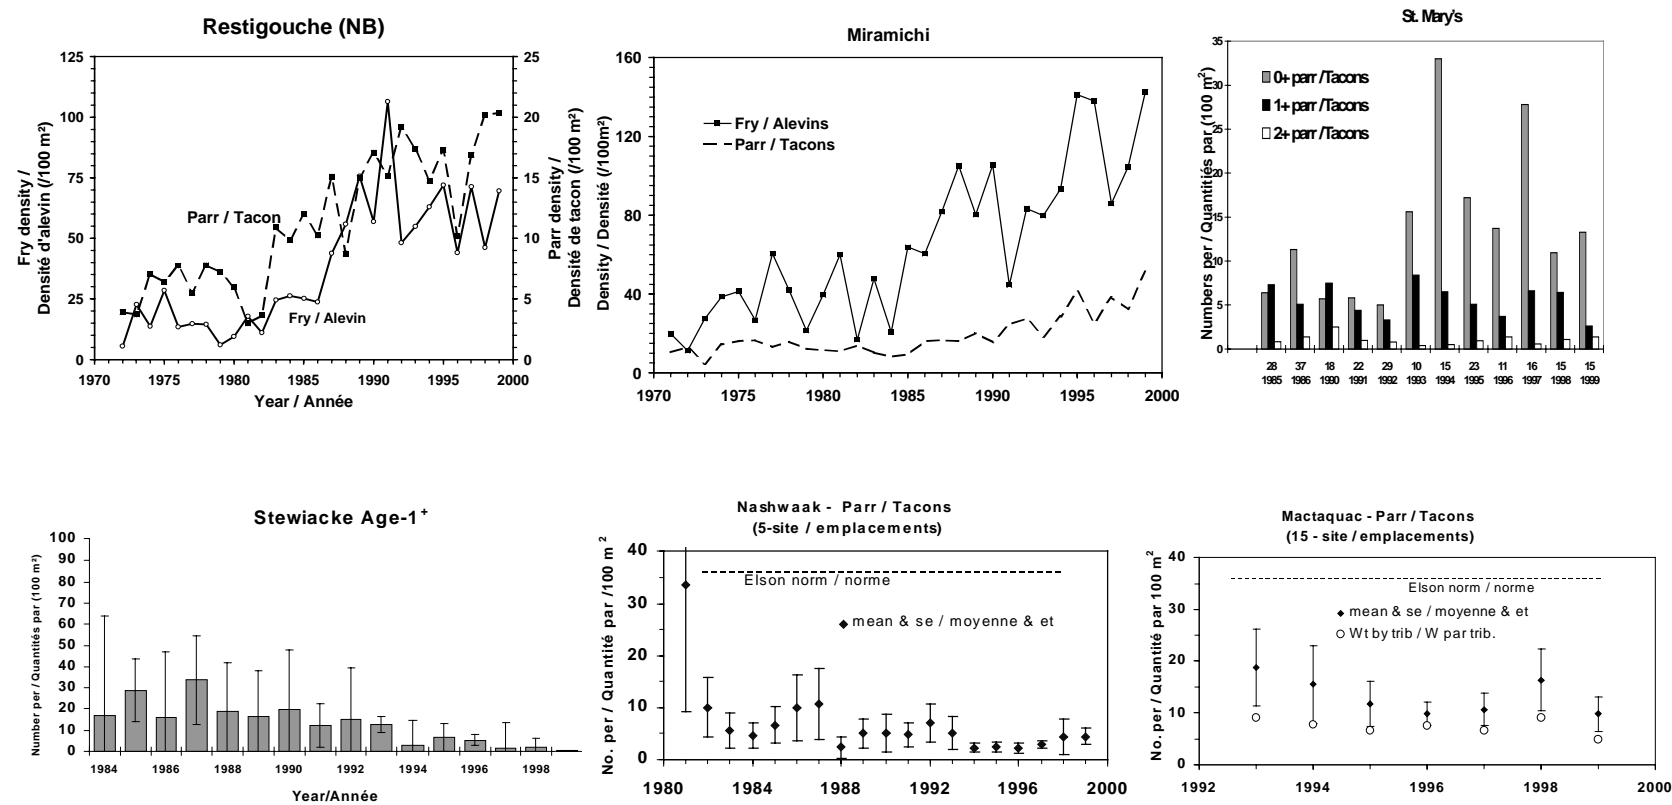 Restigouche (NB)
Fry density /
Densité d'alevin (/100 m²)
125
100
75
50
25
0
25
20
15
10
5
0
Parr density /
Densité de tacon (/100 m²)
Parr / Tacon
Fry / Alevin
1970 1975 1980 1985 1990 1995 2000
Year / Année
Miramichi
Density / Densité (/100m²)
160
120
80
40
0
Fry / Alevins
Parr / Tacons
1970 1975 1980 1985 1990 1995 2000
St. Mary's
Numbers per / Quantities par (100 m²)
35
30
25
20
15
10
5
0
0+ parr /Tacons
1+ parr /Tacons
2+ parr /Tacons
28 37 18 22 29 10 15 23 11 16 15 15
1985 1986 1990 1991 1992 1993 1994 1995 1996 1997 1998 1999
Stewiacke Age-1+
Number per / Quantités par (100 m²)
100
90
80
70
60
50
40
30
20
10
0
1984 1986 1988 1990 1992 1994 1996 1998
Year/Année
Nashwaak - Parr / Tacons
(5-site / emplacements)
No. per / Quantité par /100 m²
40
30
20
10
0
Elson norm / norme
mean & se / moyenne & et
1980 1984 1988 1992 1996 2000
Mactaquac - Parr / Tacons
(15 - site / emplacements)
No. per / Quantité par 100 m²
40
30
20
10
0
Elson norm / norme
mean & se / moyenne & et
Wt by trib / W par trib.
1992 1994 1996 1998 2000